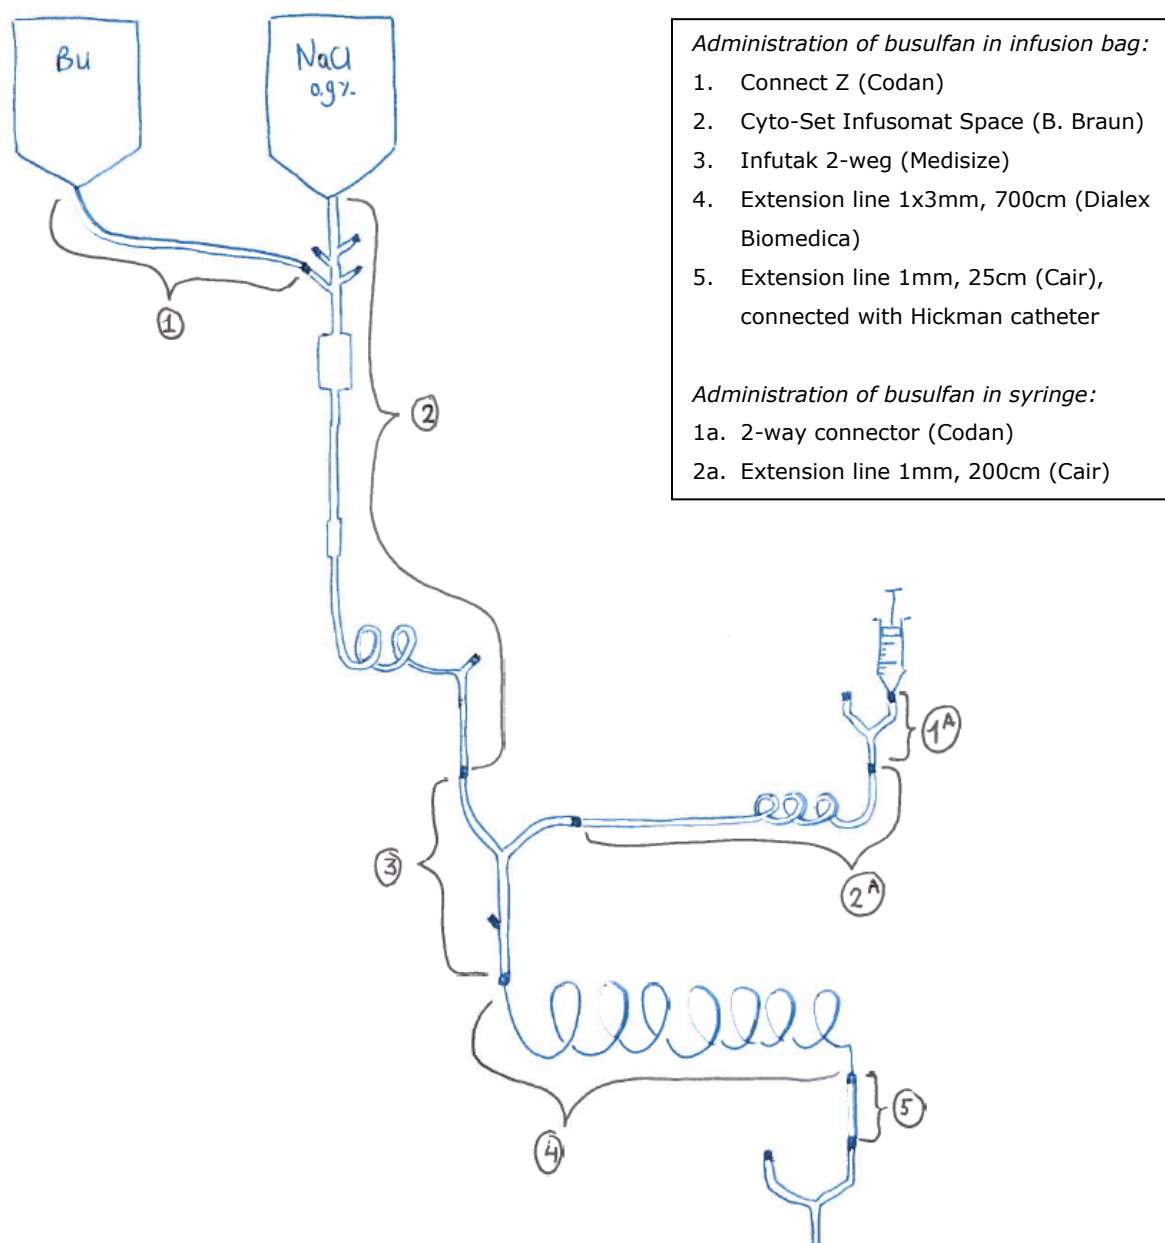 Bu
NaCl
0.9%
Administration of busulfan in infusion bag:
1. Connect Z (Codan)
2. Cyto-Set Infusomat Space (B. Braun)
3. Infutak 2-weg (Medisize)
4. Extension line 1x3mm, 700cm (Dialex
Biomedica)
5. Extension line 1mm, 25cm (Cair),
connected with Hickman catheter
Administration of busulfan in syringe:
1a. 2-way connector (Codan)
2a. Extension line 1mm, 200cm (Cair)
1
2
1A
3
2A
4
5